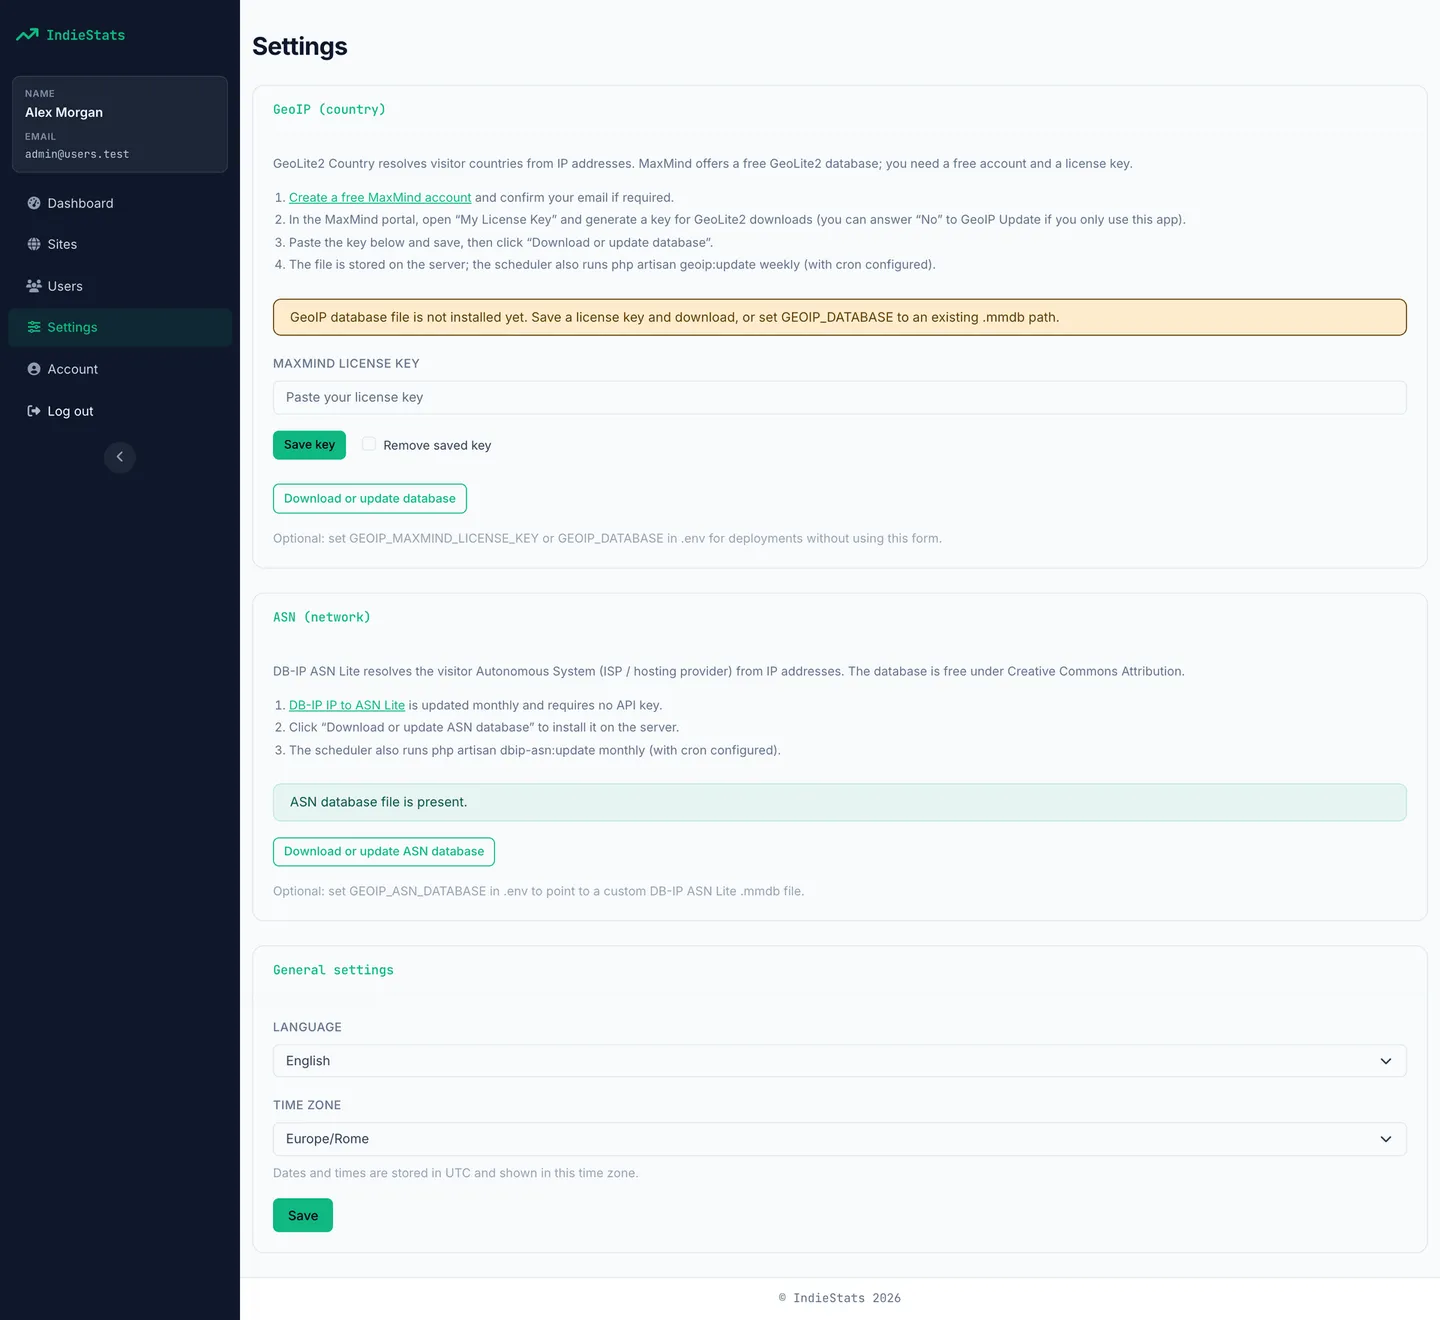 IndieStats
NAME
Alex Morgan
EMAIL
admin@users.test
Dashboard
Sites
Users
Settings
Account
Log out
Settings
GeoIP (country)
GeoLite2 Country resolves visitor countries from IP addresses. MaxMind offers a free GeoLite2 database; you need a free account and a license key.
1. Create a free MaxMind account and confirm your email if required.
2. In the MaxMind portal, open “My License Key” and generate a key for GeoLite2 downloads (you can answer “No” to GeoIP Update if you only use this app).
3. Paste the key below and save, then click “Download or update database”.
4. The file is stored on the server; the scheduler also runs php artisan geoip:update weekly (with cron configured).
GeoIP database file is not installed yet. Save a license key and download, or set GEOIP_DATABASE to an existing .mmdb path.
MAXMIND LICENSE KEY
Paste your license key
Save key Remove saved key
Download or update database
Optional: set GEOIP_MAXMIND_LICENSE_KEY or GEOIP_DATABASE in .env for deployments without using this form.
ASN (network)
DB-IP ASN Lite resolves the visitor Autonomous System (ISP / hosting provider) from IP addresses. The database is free under Creative Commons Attribution.
1. DB-IP IP to ASN Lite is updated monthly and requires no API key.
2. Click “Download or update ASN database” to install it on the server.
3. The scheduler also runs php artisan dbip-asn:update monthly (with cron configured).
ASN database file is present.
Download or update ASN database
Optional: set GEOIP_ASN_DATABASE in .env to point to a custom DB-IP ASN Lite .mmdb file.
General settings
LANGUAGE
English
TIME ZONE
Europe/Rome
Dates and times are stored in UTC and shown in this time zone.
Save
© IndieStats 2026